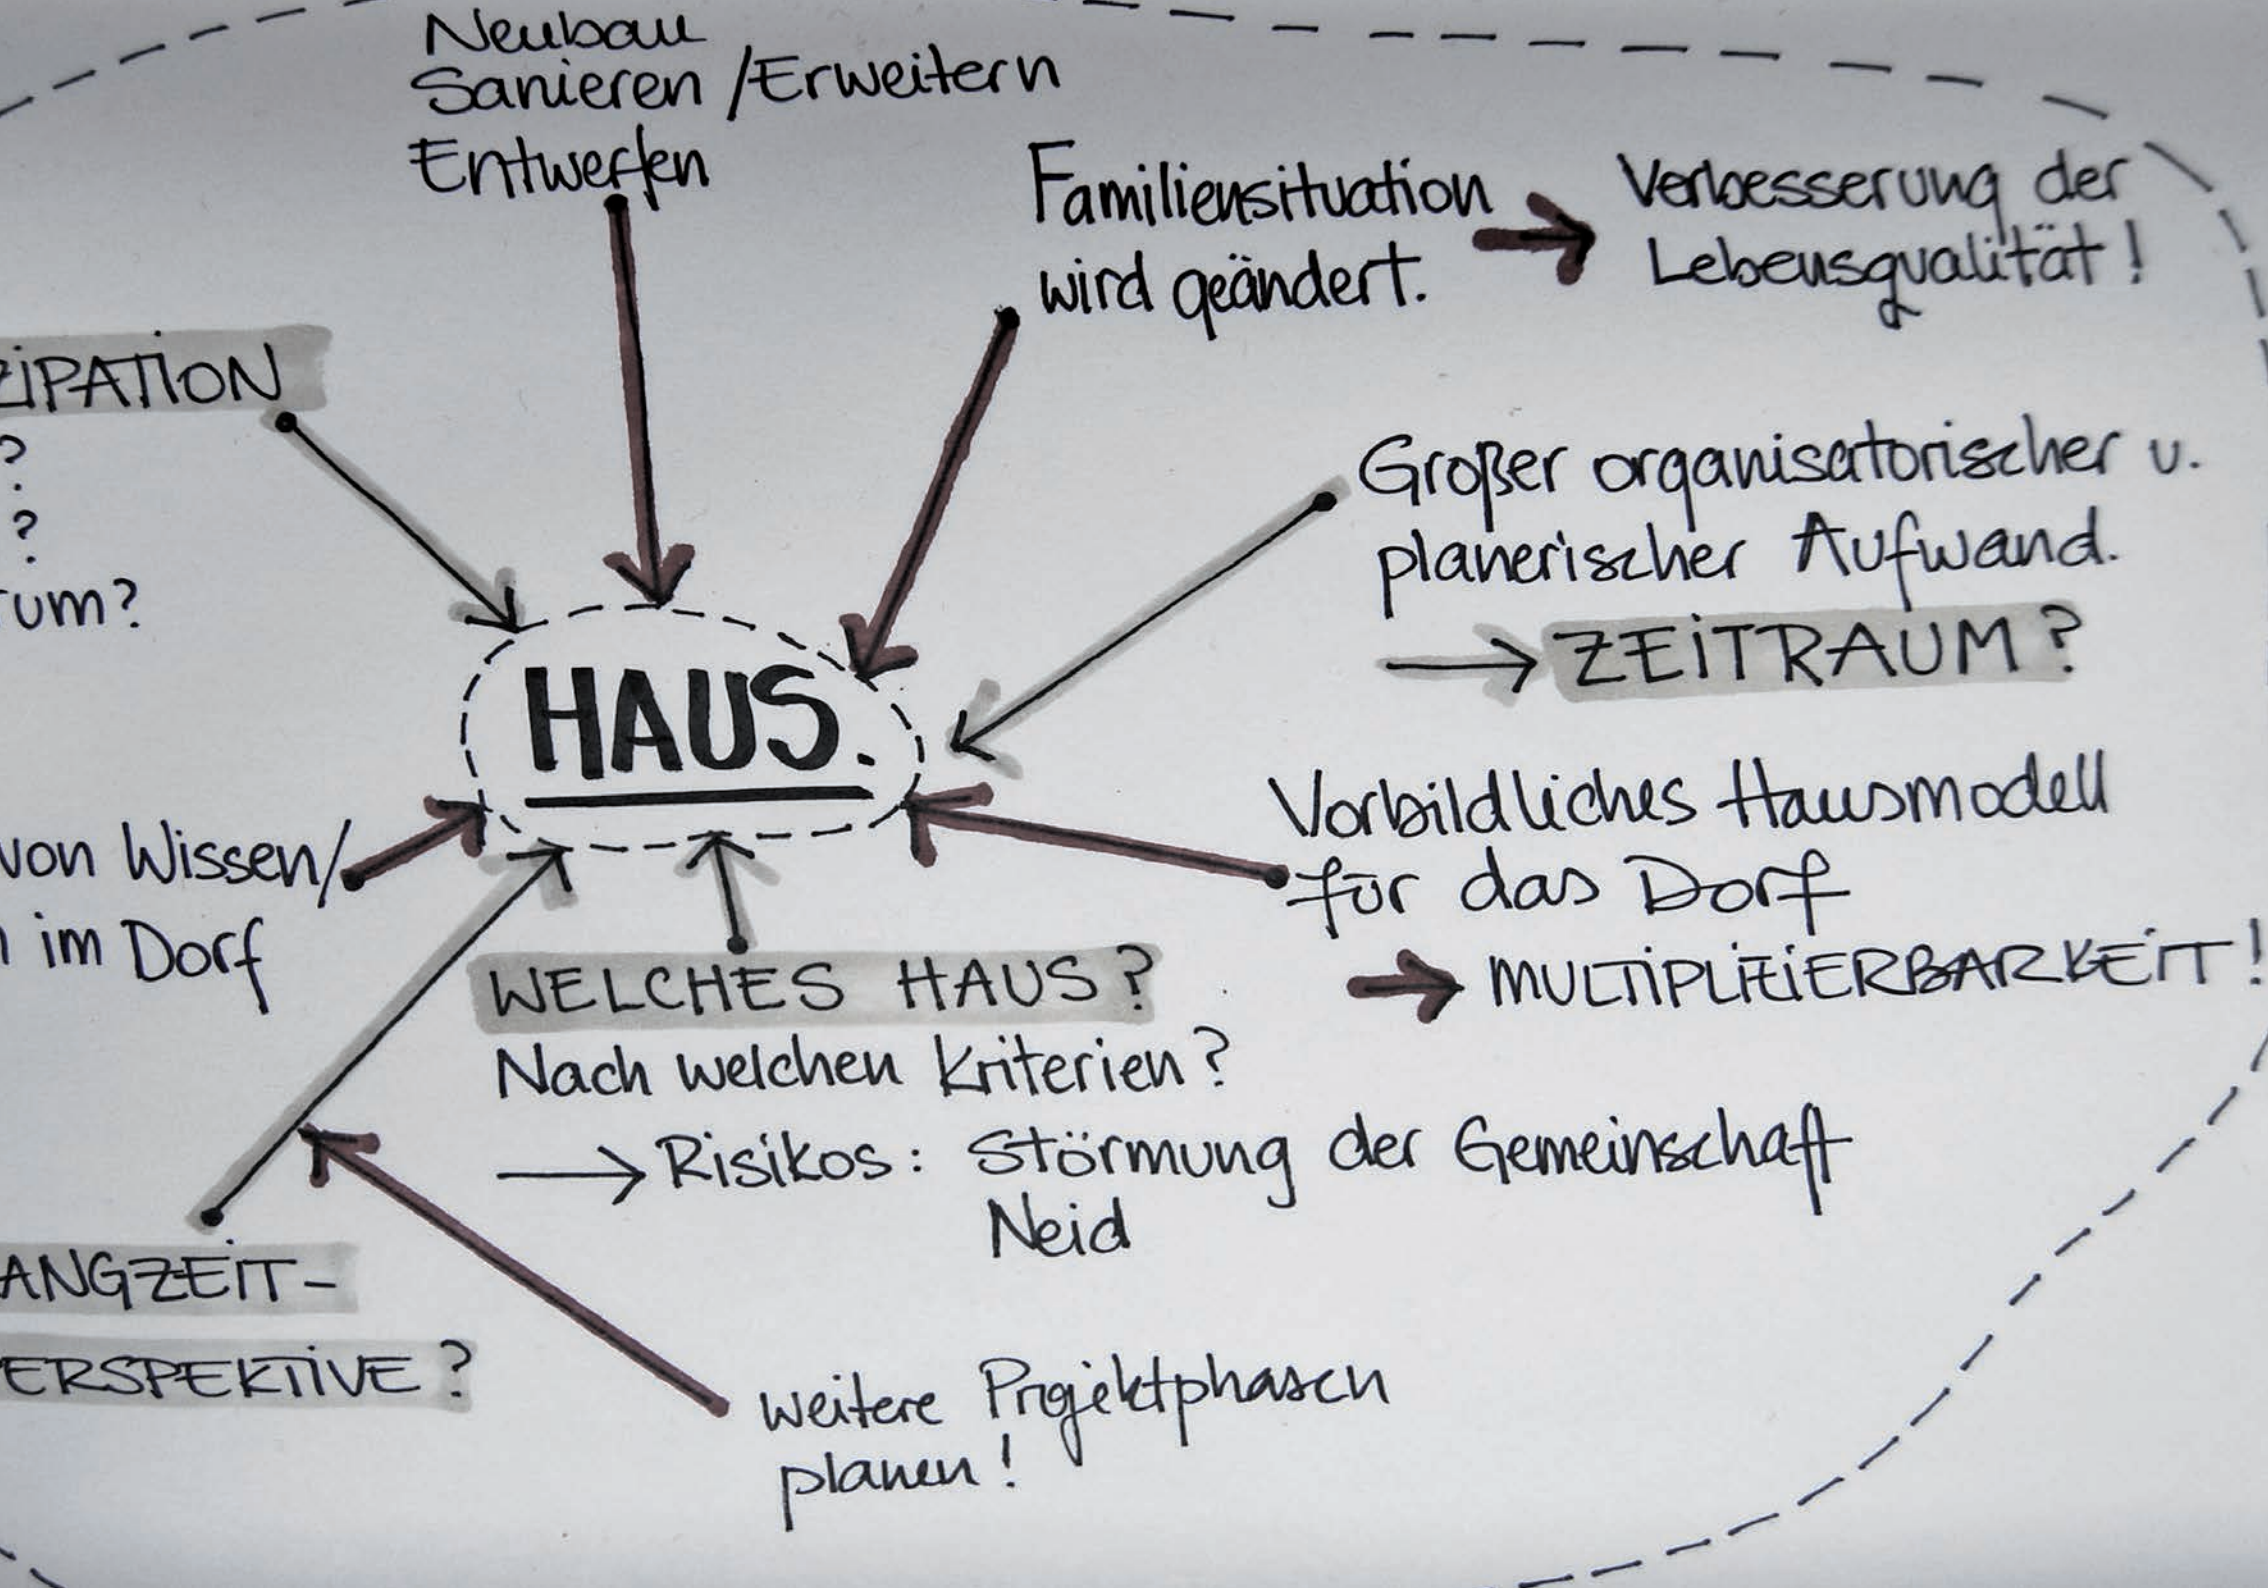 Neubau
Sanieren / Erweitern
Entwerfen
Familiensituation
wird geändert.
Verbesserung der
Lebensqualität!
ZiPATiON
?
?
rum?
Großer organisatorischer u.
planerischer Aufwand.
ZEiTRAUM?
HAUS.
Vorbildliches Hausmodell
für das Dorf
MULTiPLiZiERBARKEiT!
von Wissen/
im Dorf
WELCHES HAUS?
Nach welchen Kriterien?
Risikos: Störmung der Gemeinschaft
Neid
ANGZEiT-
ERSPEKTiVE?
weitere Projektphasen
planen!